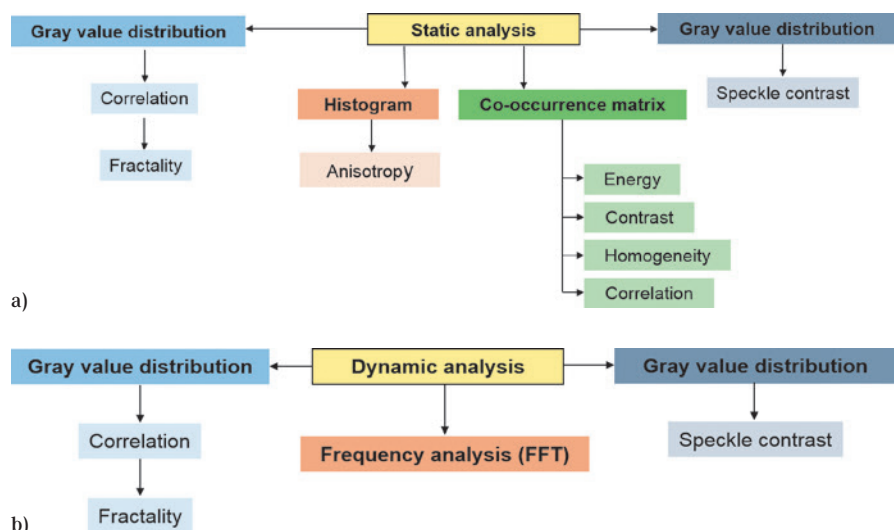 Gray value distribution
Static analysis
Gray value distribution
Correlation
Histogram
Co-occurrence matrix
Speckle contrast
Fractality
Anisotropy
Energy
Contrast
Homogeneity
Correlation
a)
Gray value distribution
Dynamic analysis
Gray value distribution
Correlation
Frequency analysis (FFT)
Speckle contrast
Fractality
b)